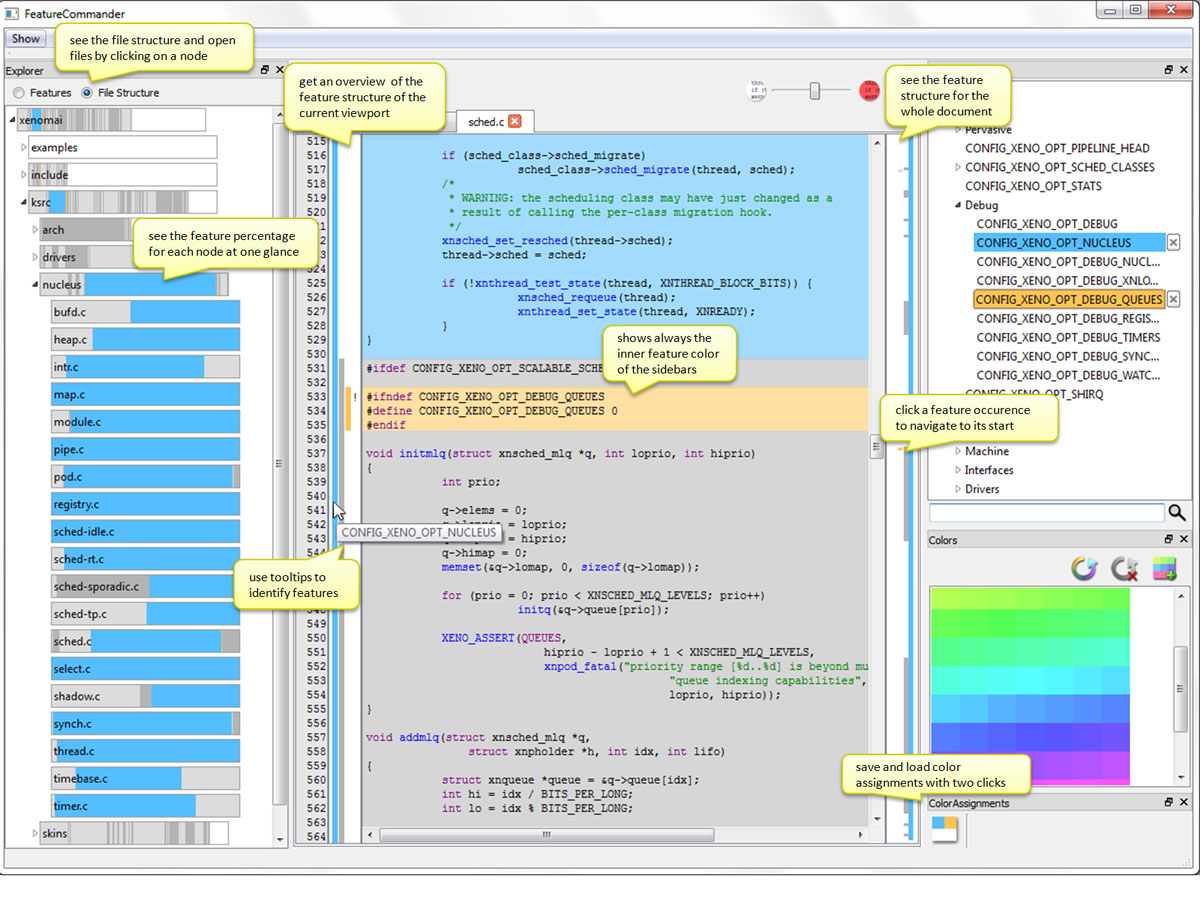 FeatureCommander
Show
see the file structure and open
files by clicking on a node
Explorer
Features
File Structure
xenomai
examples
include
ksrc
arch
drivers
nucleus
bufd.c
heap.c
intr.c
map.c
module.c
pipe.c
pod.c
registry.c
sched-idle.c
sched-rt.c
sched-sporadic.c
sched-tp.c
sched.c
select.c
shadow.c
synch.c
thread.c
timebase.c
timer.c
skins
see the feature percentage
for each node at one glance
get an overview of the
feature structure of the
current viewport
sched.c
515
516 if (sched_class->sched_migrate)
517 sched_class->sched_migrate(thread, sched);
518 /*
519 * WARNING: the scheduling class may have just changed as a
520 * result of calling the per-class migration hook.
*/
xnsched_set_resched(thread->sched);
thread->sched = sched;
524
525 if (!xnthread_test_state(thread, XNTHREAD_BLOCK_BITS)) {
526 xnsched_requeue(thread);
527 xnthread_set_state(thread, XNREADY);
528 }
529 }
530
531 #ifdef CONFIG_XENO_OPT_SCALABLE_SCHE
532
533 ! #ifndef CONFIG_XENO_OPT_DEBUG_QUEUES
534 #define CONFIG_XENO_OPT_DEBUG_QUEUES 0
535 #endif
536
537 void initmlq(struct xnsched_mlq *q, int loprio, int hiprio)
538 {
539 int prio;
540
541 q->elems = 0;
542 = loprio;
543 = hiprio;
544 q->himap = 0;
memset(&q->lomap, 0, sizeof(q->lomap));
for (prio = 0; prio < XNSCHED_MLQ_LEVELS; prio++)
initq(&q->queue[prio]);
549
550 XENO_ASSERT(QUEUES,
551 hiprio - loprio + 1 < XNSCHED_MLQ_LEVELS,
552 xnpod_fatal("priority range [%d..%d] is beyond mu
553 "queue indexing capabilities",
554 loprio, hiprio));
555 }
556
557 void addmlq(struct xnsched_mlq *q,
558 struct xnpholder *h, int idx, int lifo)
559 {
560 struct xnqueue *queue = &q->queue[idx];
561 int hi = idx / BITS_PER_LONG;
562 int lo = idx % BITS_PER_LONG;
563
564
shows always the
inner feature color
of the sidebars
CONFIG_XENO_OPT_NUCLEUS
use tooltips to
identify features
see the feature
structure for the
whole document
Pervasive
CONFIG_XENO_OPT_PIPELINE_HEAD
CONFIG_XENO_OPT_SCHED_CLASSES
CONFIG_XENO_OPT_STATS
Debug
CONFIG_XENO_OPT_DEBUG
CONFIG_XENO_OPT_NUCLEUS
CONFIG_XENO_OPT_DEBUG_NUCL...
CONFIG_XENO_OPT_DEBUG_XNLO...
CONFIG_XENO_OPT_DEBUG_QUEUES
CONFIG_XENO_OPT_DEBUG_REGIS...
CONFIG_XENO_OPT_DEBUG_TIMERS
CONFIG_XENO_OPT_DEBUG_SYNC...
CONFIG_XENO_OPT_DEBUG_WATC...
CONFIG_XENO_OPT_SHIRQ
click a feature occurence
to navigate to its start
Machine
Interfaces
Drivers
Colors
save and load color
assignments with two clicks
ColorAssignments